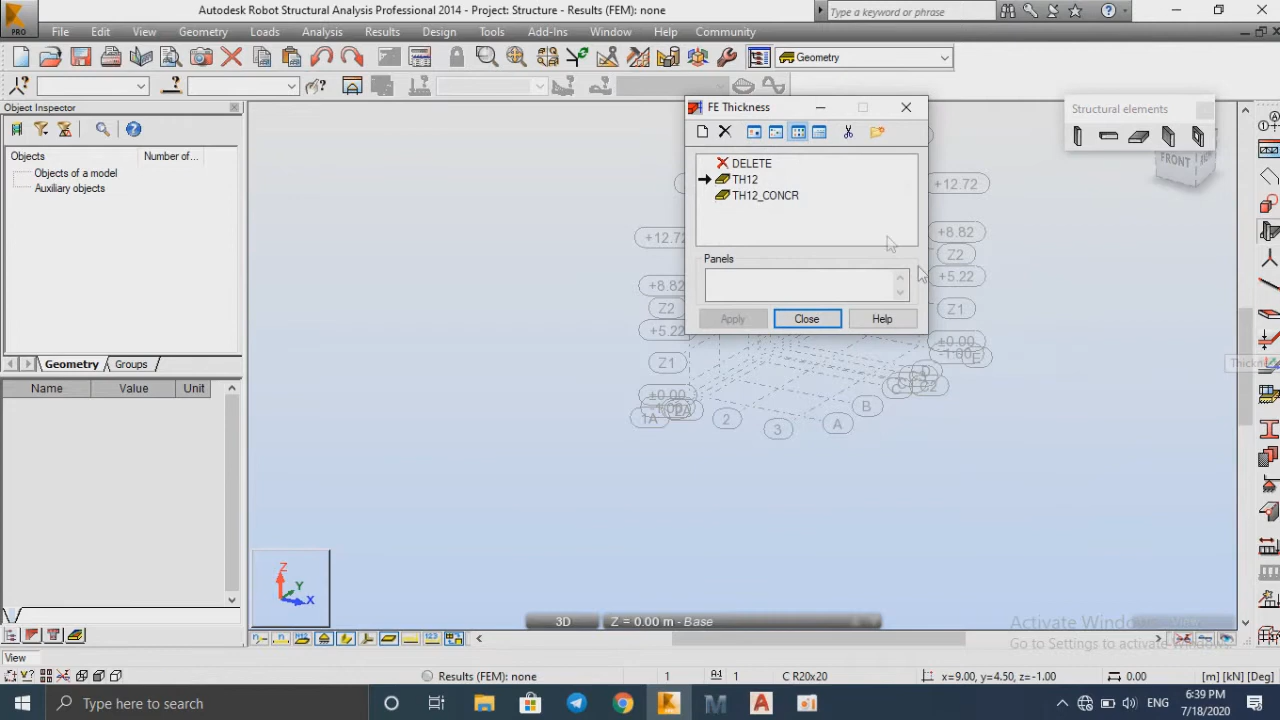 Autodesk Robot Structural Analysis Professional 2014 - Project: Structure - Results (FEM): none
Type a keyword or phrase
PRO
File Edit View Geometry Loads Analysis Results Design Tools Add-Ins Window Help Community
Geometry
Object Inspector
Objects Number of...
Objects of a model
Auxiliary objects
Geometry Groups
Name Value Unit
FE Thickness
DELETE
TH12
TH12_CONCR
Panels
Apply Close Help
Structural elements
FRONT
+12.72
+12.72
+8.82
Z2
+5.22
Z1
±0.00
-1.00
E
+8.82
Z2
+5.22
Z1
±0.00
1A
2
3
A
B
C2
Thickn
Z
Y
X
3D
Z = 0.00 m - Base
Activate Windows
Go to Settings to activate Windows.
View
Results (FEM): none
1
1
C R20x20
x=9.00, y=4.50, z=-1.00
0.00
[m] [kN] [Deg]
Type here to search
ENG
6:39 PM
7/18/2020